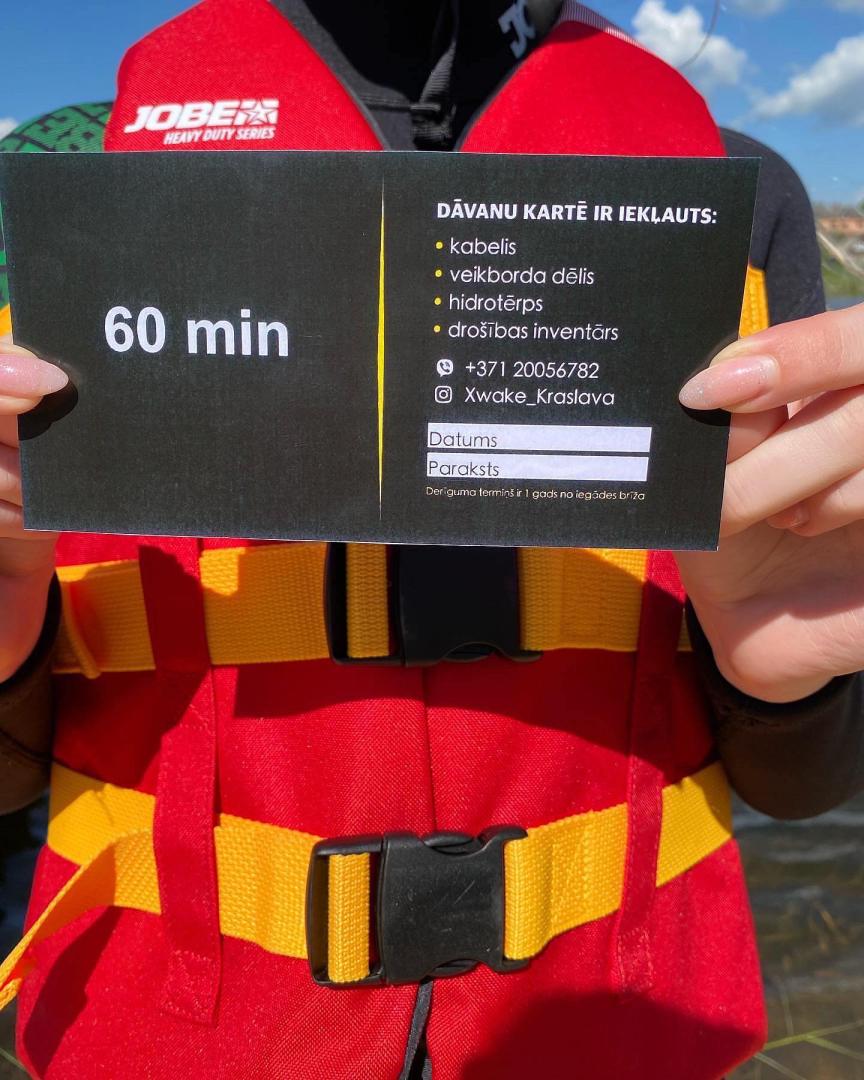 JOBE
HEAVY DUTY SERIES
60 min
DĀVANU KARTĒ IR IEKĻAUTS:
• kabelis
• veikborda dēlis
• hidrotērps
• drošības inventārs
+371 20056782
Xwake_Kraslava
Datums
Paraksts
Derīguma termiņš ir 1 gads no iegādes brīža